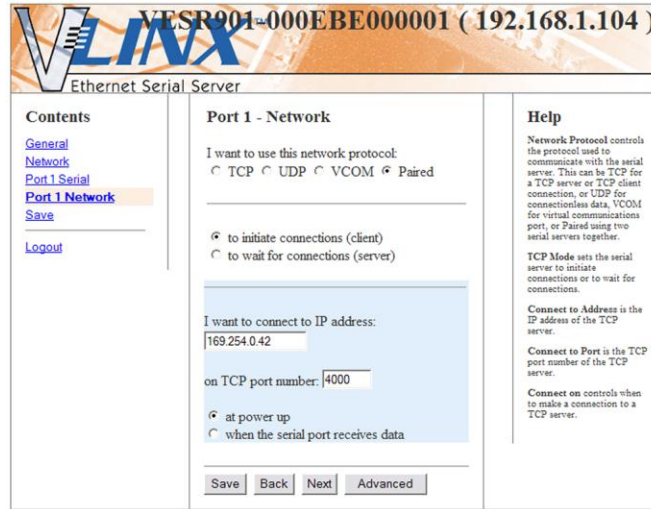 VESR901-000EBE000001 ( 192.168.1.104 )
VLINX™
Ethernet Serial Server
Contents
General
Network
Port 1 Serial
Port 1 Network
Save
Logout
Port 1 - Network
I want to use this network protocol:
TCP UDP VCOM Paired
to initiate connections (client)
to wait for connections (server)
I want to connect to IP address:
169.254.0.42
on TCP port number: 4000
at power up
when the serial port receives data
Save Back Next Advanced
Help
Network Protocol controls
the protocol used to
communicate with the serial
server. This can be TCP for
a TCP server or TCP client
connection, or UDP for
connectionless data, VCOM
for virtual communications
port, or Paired using two
serial servers together.
TCP Mode sets the serial
server to initiate
connections or to wait for
connections.
Connect to Address is the
IP address of the TCP
server.
Connect to Port is the TCP
port number of the TCP
server.
Connect on controls when
to make a connection to a
TCP server.